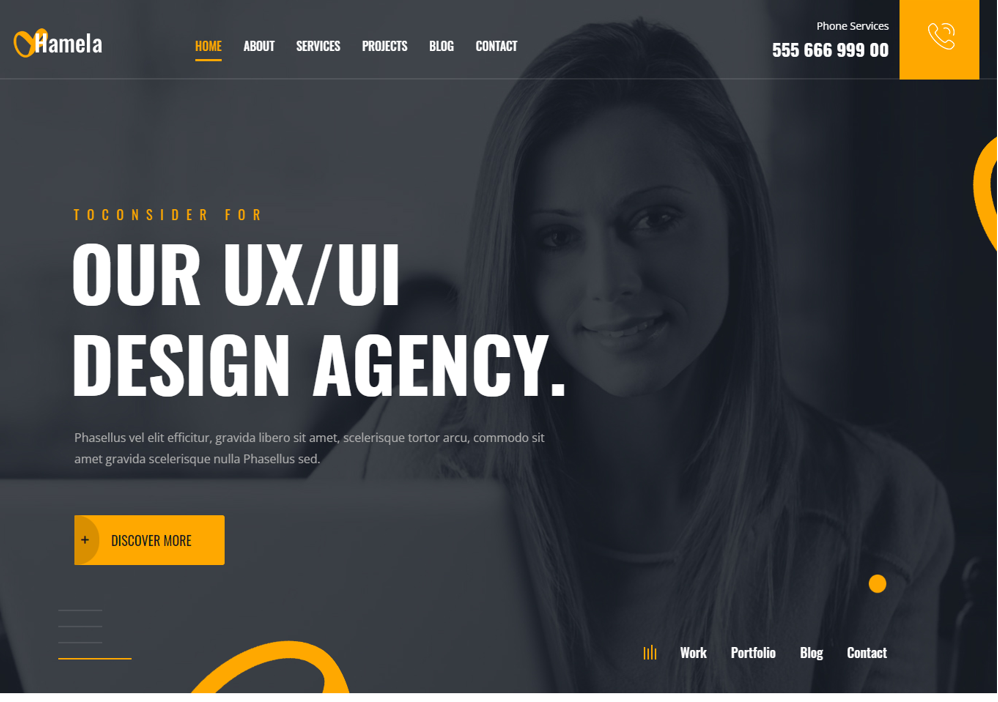 Hamela
HOME ABOUT SERVICES PROJECTS BLOG CONTACT
Phone Services
555 666 999 00
TOCONSIDER FOR
OUR UX/UI
DESIGN AGENCY.
Phasellus vel elit efficitur, gravida libero sit amet, scelerisque tortor arcu, commodo sit
amet gravida scelerisque nulla Phasellus sed.
+ DISCOVER MORE
Work Portfolio Blog Contact